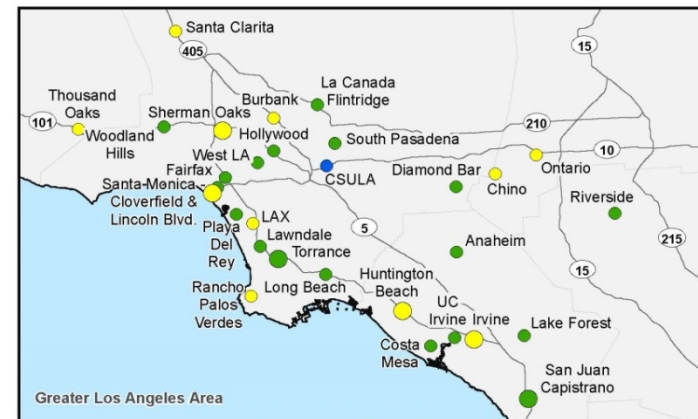 Santa Clarita
405
15
La Canada
Flintridge
Thousand
Oaks
101
Sherman Oaks
Burbank
Woodland
Hills
Hollywood
South Pasadena
210
10
West LA
CSULA
Diamond Bar
Ontario
Chino
Fairfax
Santa Monica -
Cloverfield &
Lincoln Blvd.
Riverside
LAX
Playa
Del
Rey
Lawndale
Torrance
5
Anaheim
215
15
Long Beach
Huntington
Beach
Rancho
Palos
Verdes
UC
Irvine
Irvine
Lake Forest
Costa
Mesa
San Juan
Capistrano
Greater Los Angeles Area